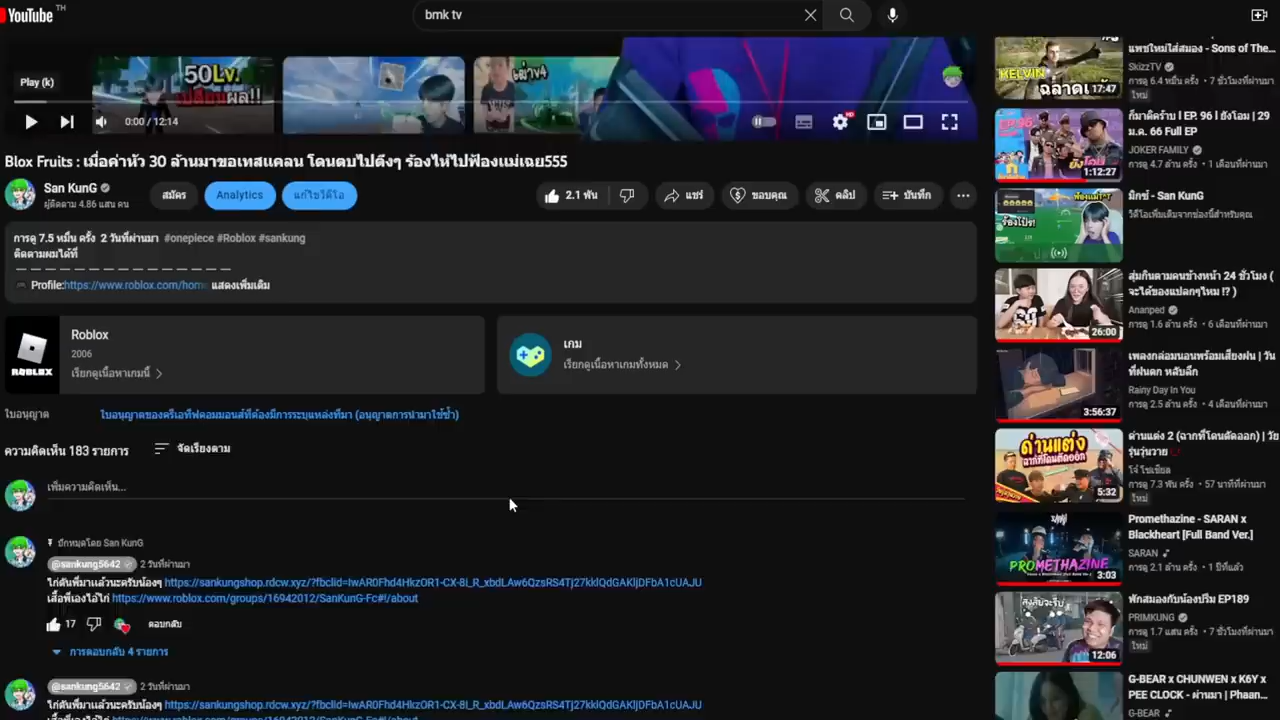 YouTube TH
bmk tv
50Lv.
เปลี่ยนผล!!
เผ่าv4
Play (k)
0:00 / 12:14
Blox Fruits : เมื่อค่าหัว 30 ล้านมาขอเทสแคลน โดนตบไปตึงๆ ร้องไห้ไปฟ้องแม่เฉย555
San KunG
ผู้ติดตาม 4.86 แสน คน
สมัคร
Analytics
แก้ไขวิดีโอ
2.1 พัน
แชร์
ขอบคุณ
คลิป
บันทึก
การดู 7.5 หมื่น ครั้ง 2 วันที่ผ่านมา #onepiece #Roblox #sankung
ติดตามผมได้ที่
— — — — — — — — — — — — — — —
Profile:https://www.roblox.com/home แสดงเพิ่มเติม
ROBLOX
Roblox
2006
เรียกดูเนื้อหาเกมนี้
เกม
เรียกดูเนื้อหาเกมทั้งหมด
ใบอนุญาต
ใบอนุญาตของครีเอทีฟคอมมอนส์ที่ต้องมีการระบุแหล่งที่มา (อนุญาตการนำมาใช้ซ้ำ)
ความคิดเห็น 183 รายการ
จัดเรียงตาม
เพิ่มความคิดเห็น...
ปักหมุดโดย San KunG
@sankung5642 2 วันที่ผ่านมา
ไก่ตันพี่มาแล้วนะครับน้องๆ https://sankungshop.rdcw.xyz/?fbclid=IwAR0Fhd4HkzOR1-CX-8i_R_xbdLAw6QzsRS4Tj27kklQdGAKljDFbA1cUAJU
เสื้อพี่เองไอไก่ https://www.roblox.com/groups/16942012/SanKunG-Fc#!/about
17
ตอบกลับ
การตอบกลับ 4 รายการ
@sankung5642 2 วันที่ผ่านมา
ไก่ตันพี่มาแล้วนะครับน้องๆ https://sankungshop.rdcw.xyz/?fbclid=IwAR0Fhd4HkzOR1-CX-8i_R_xbdLAw6QzsRS4Tj27kklQdGAKljDFbA1cUAJU
KELVIN
17:47
แพชใหม่ใส่สมอง - Sons of The...
SkizzTV
การดู 6.4 หมื่น ครั้ง • 7 ชั่วโมงที่ผ่านมา
ใหม่
1:12:27
ก็มาดิคร้าบ l EP. 96 l ยังโอม | 29
ม.ค. 66 Full EP
JOKER FAMILY
การดู 4.7 ล้าน ครั้ง • 1 เดือนที่ผ่านมา
มิกซ์ - San KunG
วิดีโอเพิ่มเติมจากช่องนี้สำหรับคุณ
26:00
สุ่มกินตามคนข้างหน้า 24 ชั่วโมง (
จะได้ของแปลกๆไหม !? )
Ananped
การดู 1.6 ล้าน ครั้ง • 6 เดือนที่ผ่านมา
3:56:37
เพลงกล่อมนอนพร้อมเสียงฝน | วัน
ที่ฝนตก หลับลึก
Rainy Day In You
การดู 2.5 ล้าน ครั้ง • 4 เดือนที่ผ่านมา
ด่านแต่ง
ฉากที่โดนตัดออก
5:32
ด่านแต่ง 2 (ฉากที่โดนตัดออก) | วัย
รุ่นวุ่นวาย
โจ๋ โซเชียล
การดู 7.3 พัน ครั้ง • 57 นาทีที่ผ่านมา
ใหม่
PROMETHAZINE
3:03
Promethazine - SARAN x
Blackheart [Full Band Ver.]
SARAN
การดู 2.1 ล้าน ครั้ง • 1 ปีที่แล้ว
12:06
พักสมองกับน้องปริม EP189
PRIMKUNG
การดู 1.7 แสน ครั้ง • 7 ชั่วโมงที่ผ่านมา
ใหม่
G-BEAR x CHUNWEN x K6Y x
PEE CLOCK - ผ่านมา | Phaan...
G-BEAR